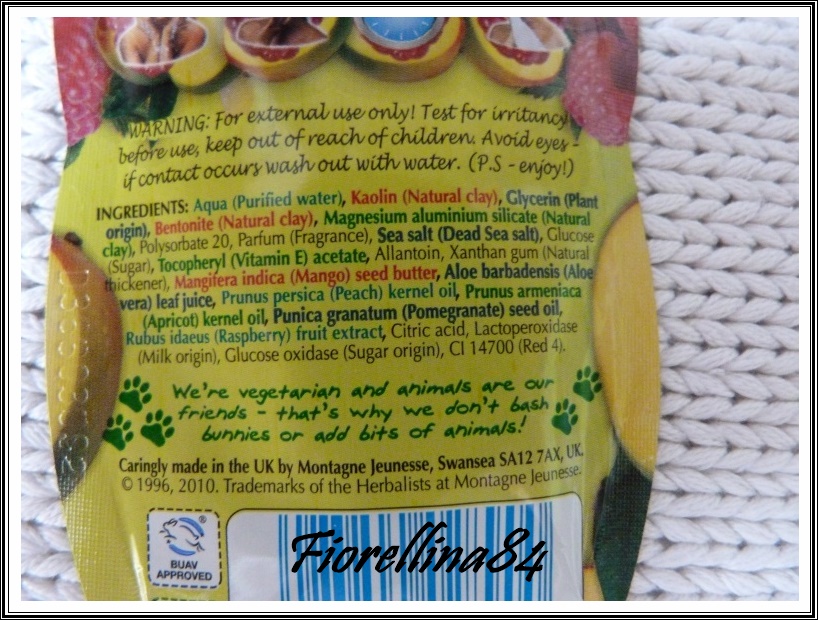 WARNING: For external use only! Test for irritancy
before use, keep out of reach of children. Avoid eyes -
if contact occurs wash out with water. (P.S - enjoy!)
INGREDIENTS: Aqua (Purified water), Kaolin (Natural clay), Glycerin (Plant
origin), Bentonite (Natural clay), Magnesium aluminium silicate (Natural
clay), Polysorbate 20, Parfum (Fragrance), Sea salt (Dead Sea salt), Glucose
(Sugar), Tocopheryl (Vitamin E) acetate, Allantoin, Xanthan gum (Natural
thickener), Mangifera indica (Mango) seed butter, Aloe barbadensis (Aloe
vera) leaf juice, Prunus persica (Peach) kernel oil, Prunus armeniaca
(Apricot) kernel oil, Punica granatum (Pomegranate) seed oil,
Rubus idaeus (Raspberry) fruit extract, Citric acid, Lactoperoxidase
(Milk origin), Glucose oxidase (Sugar origin), CI 14700 (Red 4).
We're vegetarian and animals are our
friends - that's why we don't bash
bunnies or add bits of animals!
Caringly made in the UK by Montagne Jeunesse, Swansea SA12 7AX, UK.
© 1996, 2010. Trademarks of the Herbalists at Montagne Jeunesse.
®
BUAV
APPROVED
Fiorellina84